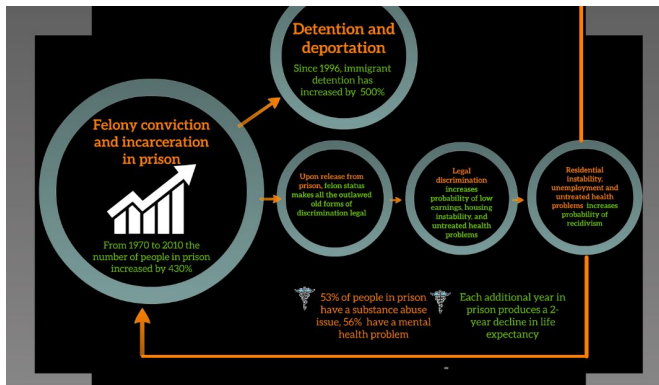 Detention and
deportation
Since 1996, immigrant
detention has
increased by 500%
Felony conviction
and incarceration
in prison
From 1970 to 2010 the
number of people in prison
increased by 430%
Upon release from
prison, felon status
makes all the outlawed
old forms of
discrimination legal
Legal
discrimination
increases
probability of low
earnings, housing
instability, and
untreated health
problems
Residential
instability,
unemployment and
untreated health
problems increases
probability of
recidivism
53% of people in prison
have a substance abuse
issue, 56% have a mental
health problem
Each additional year in
prison produces a 2-
year decline in life
expectancy